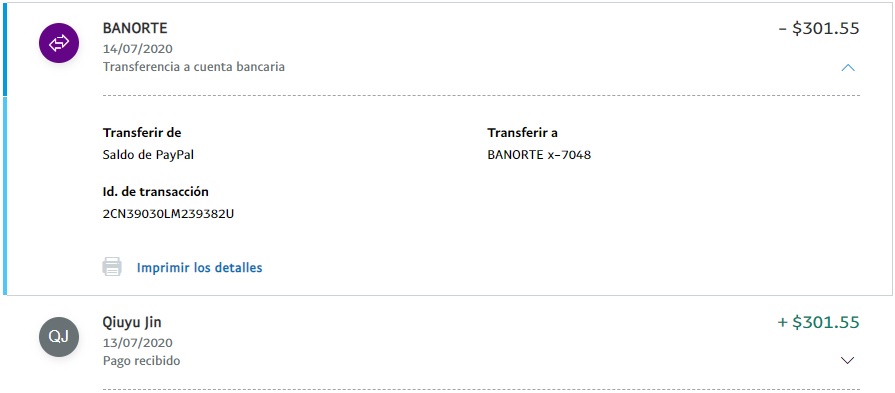 BANORTE
- $301.55
14/07/2020
Transferencia a cuenta bancaria
Transferir de
Transferir a
Saldo de PayPal
BANORTE x-7048
Id. de transacción
2CN39030LM239382U
Imprimir los detalles
QJ
Qiuyu Jin
+ $301.55
13/07/2020
Pago recibido